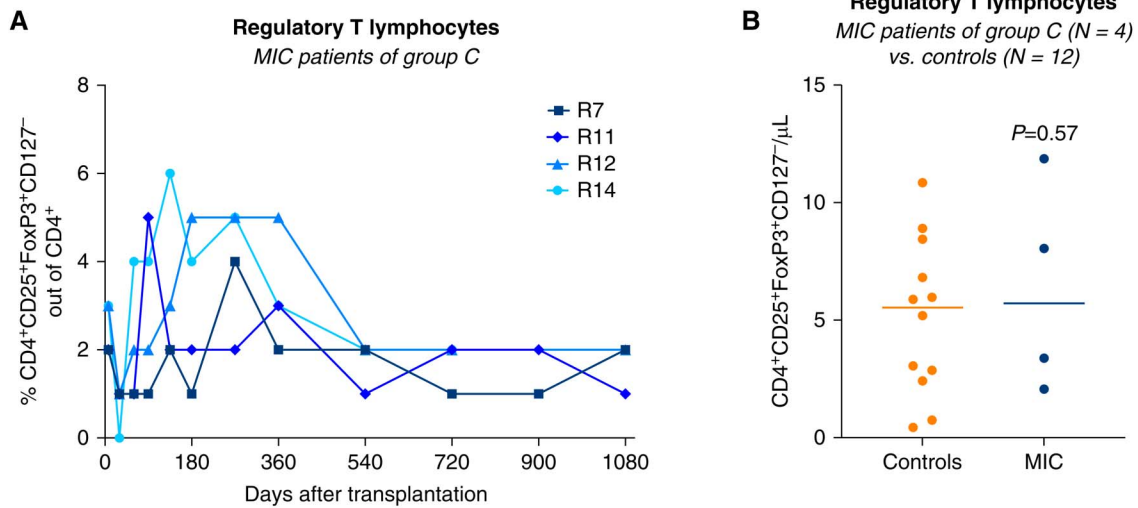 A
Regulatory T lymphocytes
MIC patients of group C
% CD4⁺CD25⁺FoxP3⁺CD127⁻
out of CD4⁺
8
6
4
2
0
R7
R11
R12
R14
0 180 360 540 720 900 1080
Days after transplantation
B
Regulatory T lymphocytes
MIC patients of group C (N = 4)
vs. controls (N = 12)
CD4⁺CD25⁺FoxP3⁺CD127⁻/µL
15
10
5
0
P=0.57
Controls MIC